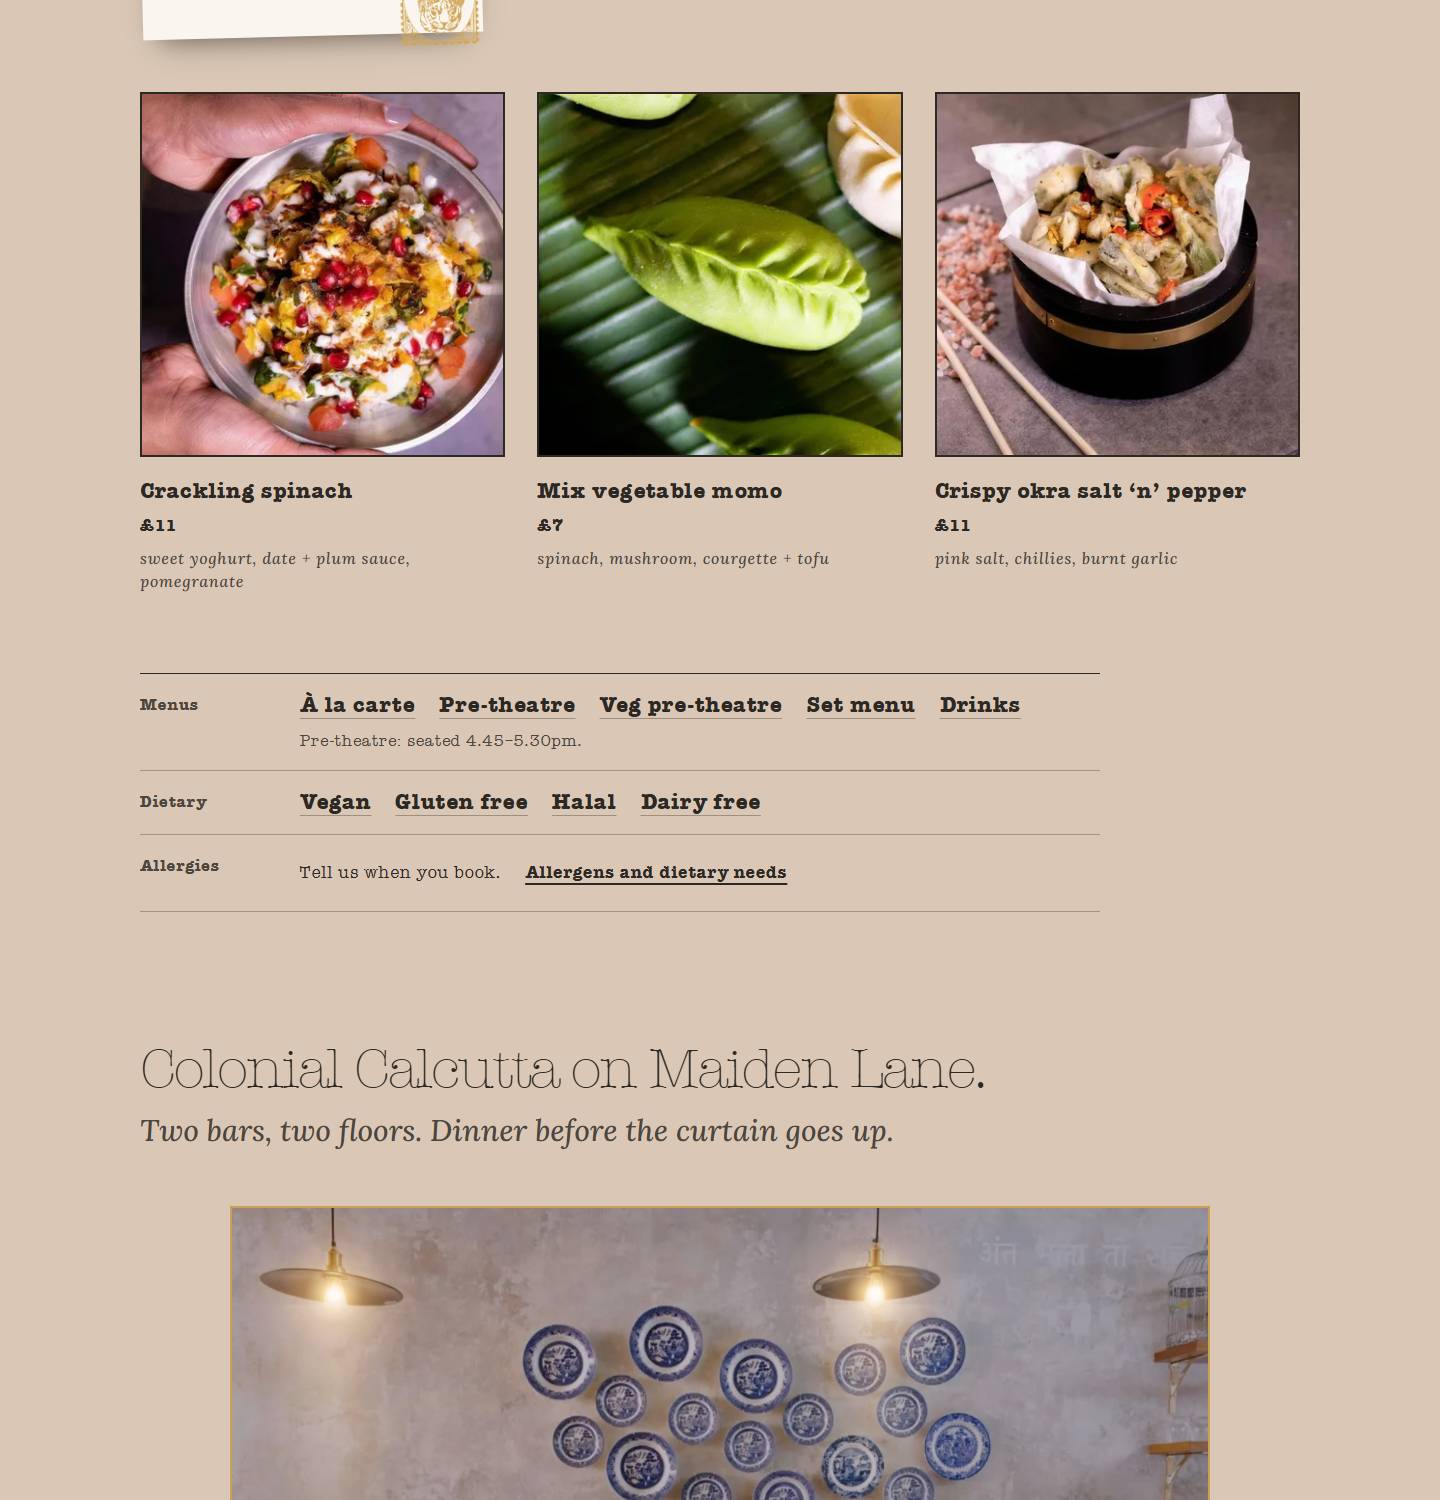 Crackling spinach
£11
sweet yoghurt, date + plum sauce,
pomegranate
Mix vegetable momo
£7
spinach, mushroom, courgette + tofu
Crispy okra salt ‘n’ pepper
£11
pink salt, chillies, burnt garlic
Menus
À la carte Pre-theatre Veg pre-theatre Set menu Drinks
Pre-theatre: seated 4.45–5.30pm.
Dietary
Vegan Gluten free Halal Dairy free
Allergies
Tell us when you book. Allergens and dietary needs
Colonial Calcutta on Maiden Lane.
Two bars, two floors. Dinner before the curtain goes up.
अंत